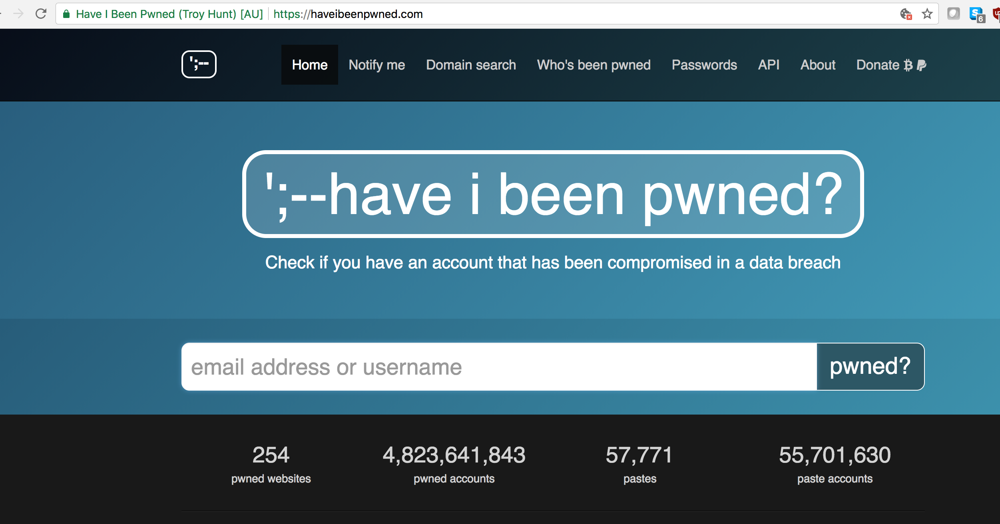 Have I Been Pwned (Troy Hunt) [AU] https://haveibeenpwned.com
S 6
';-- Home Notify me Domain search Who's been pwned Passwords API About Donate
';--have i been pwned?
Check if you have an account that has been compromised in a data breach
email address or username pwned?
254 4,823,641,843 57,771 55,701,630
pwned websites pwned accounts pastes paste accounts